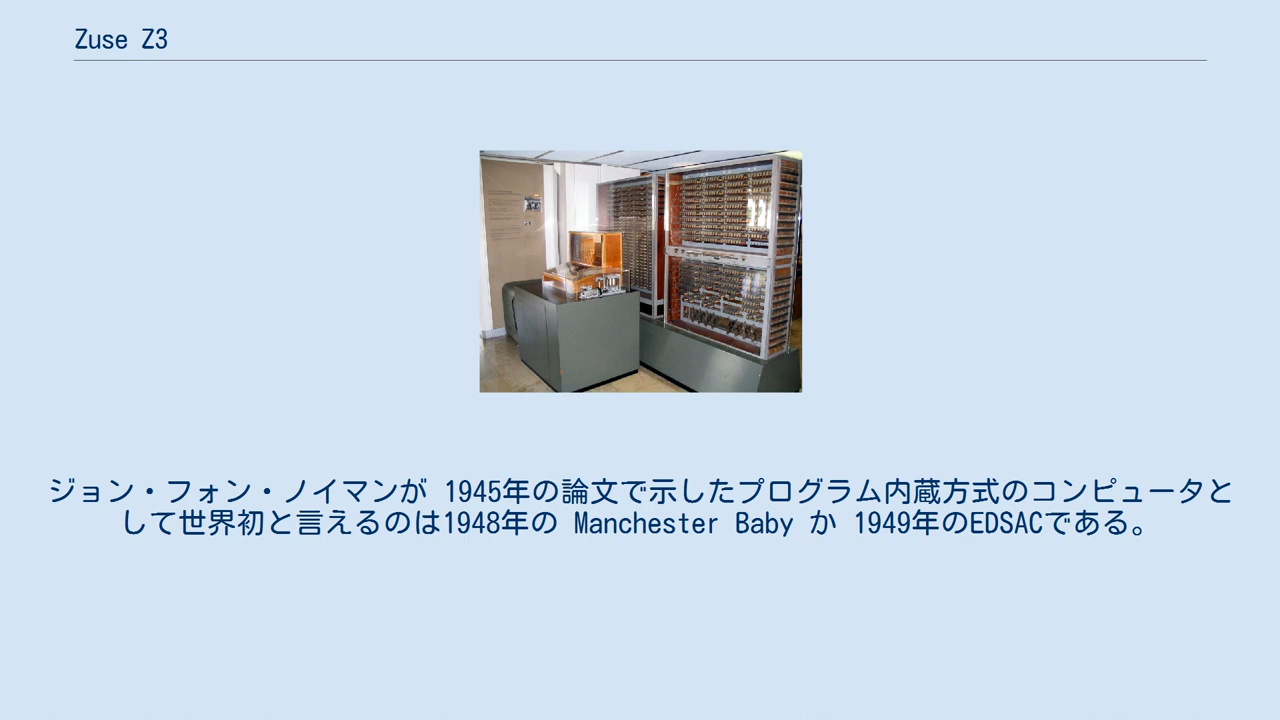 Zuse Z3
ジョン・フォン・ノイマンが 1945年の論文で示したプログラム内蔵方式のコンピュータと
して世界初と言えるのは1948年の Manchester Baby か 1949年のEDSACである。